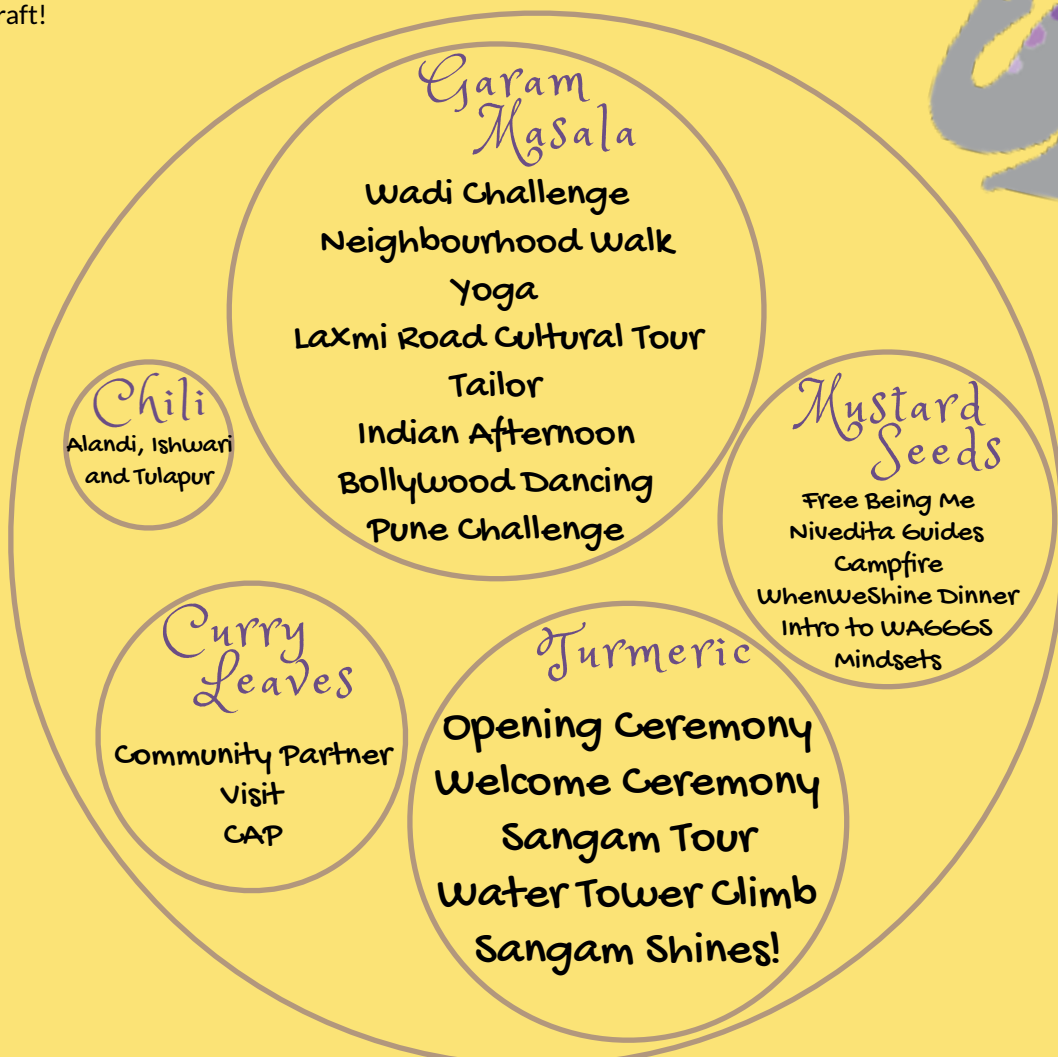 raft!
Garam
Masala
Wadi Challenge
Neighbourhood Walk
Yoga
Laxmi Road Cultural Tour
Tailor
Indian Afternoon
Bollywood Dancing
Pune Challenge
Chili
Alandi, Ishwari
and Tulapur
Mustard
Seeds
Free Being Me
Nivedita Guides
Campfire
WhenWeShine Dinner
Intro to WAGGGS
Mindsets
Curry
Leaves
Community Partner
Visit
CAP
Turmeric
Opening Ceremony
Welcome Ceremony
Sangam Tour
Water Tower Climb
Sangam Shines!